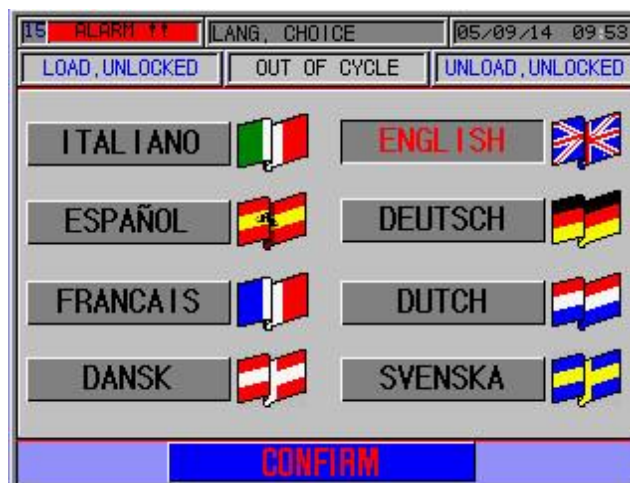 15 ALARM !! LANG, CHOICE 05/09/14 09:53
LOAD,UNLOCKED OUT OF CYCLE UNLOAD,UNLOCKED
ITALIANO ENGLISH
ESPAÑOL DEUTSCH
FRANCAIS DUTCH
DANSK SVENSKA
CONFIRM